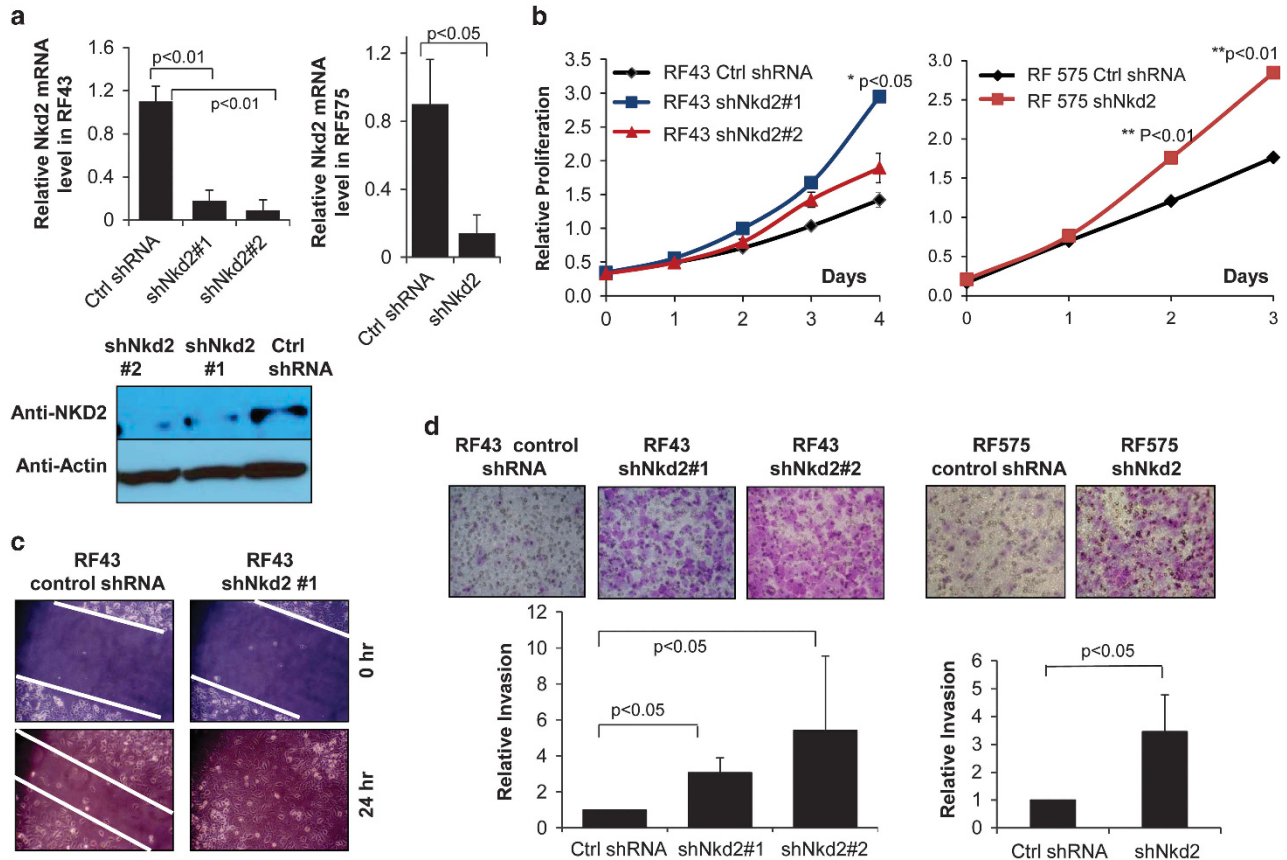 a
Relative Nkd2 mRNA
level in RF43
1.6
1.2
0.8
0.4
0
p<0.01
p<0.01
Ctrl shRNA
shNkd2#1
shNkd2#2
Relative Nkd2 mRNA
level in RF575
1.2
0.8
0.4
0
p<0.05
Ctrl shRNA
shNkd2
shNkd2 shNkd2 Ctrl
#2 #1 shRNA
Anti-NKD2
Anti-Actin
b
Relative Proliferation
3.5
3.0
2.5
2.0
1.5
1.0
0.5
0.0
RF43 Ctrl shRNA
RF43 shNkd2#1
RF43 shNkd2#2
* p<0.05
Days
0 1 2 3 4
3.0
2.5
2.0
1.5
1.0
0.5
0.0
RF 575 Ctrl shRNA
RF 575 shNkd2
**p<0.01
** P<0.01
Days
0 1 2 3
c
RF43
control shRNA
RF43
shNkd2 #1
0 hr
24 hr
d
RF43 control
shRNA
RF43
shNkd2#1
RF43
shNkd2#2
RF575
control shRNA
RF575
shNkd2
Relative Invasion
12
10
8
6
4
2
0
p<0.05
p<0.05
Ctrl shRNA shNkd2#1 shNkd2#2
Relative Invasion
6
5
4
3
2
1
0
p<0.05
Ctrl shRNA shNkd2